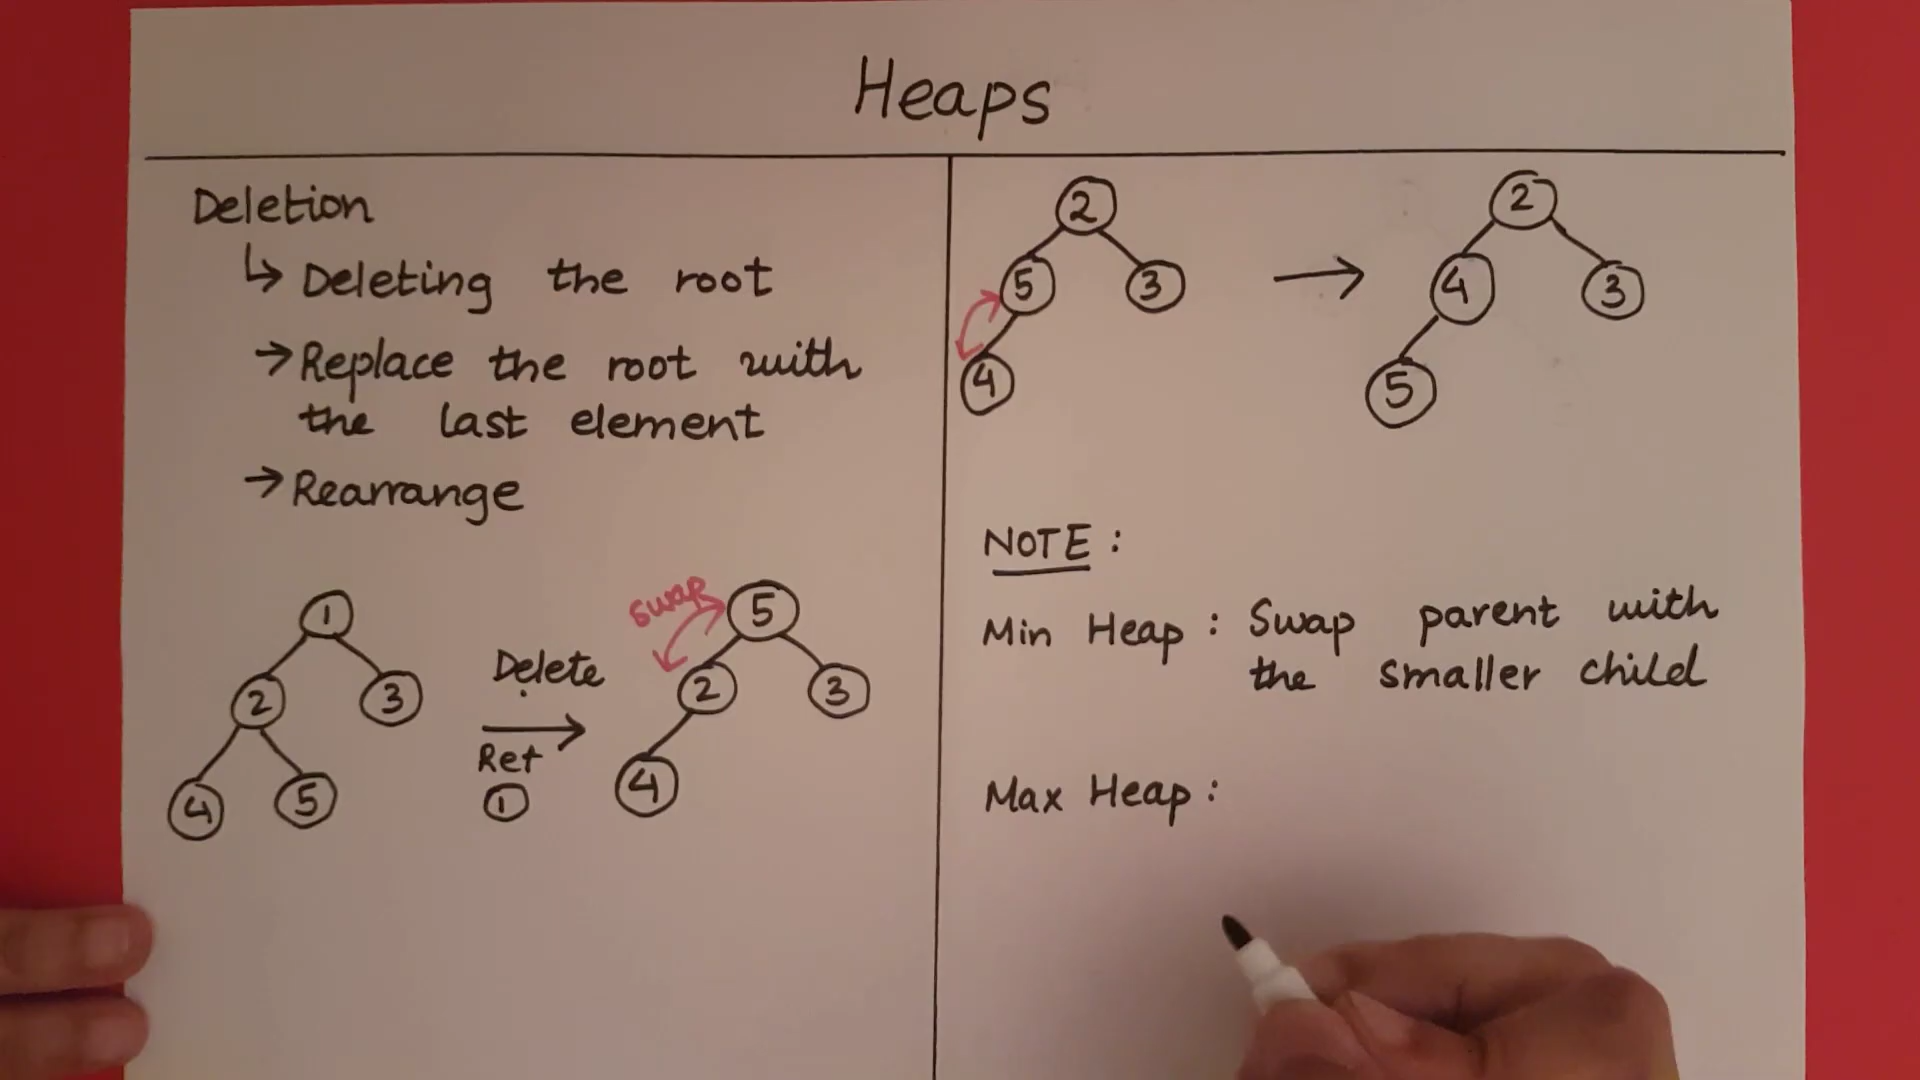 Heaps
Deletion
↳ Deleting the root
→ Replace the root with
the last element
→ Rearrange
1
2 3
4 5
Delete
Ret
1
swap
5
2 3
4
2
5 3
4
→
2
4 3
5
NOTE :
Min Heap : Swap parent with
the smaller child
Max Heap :